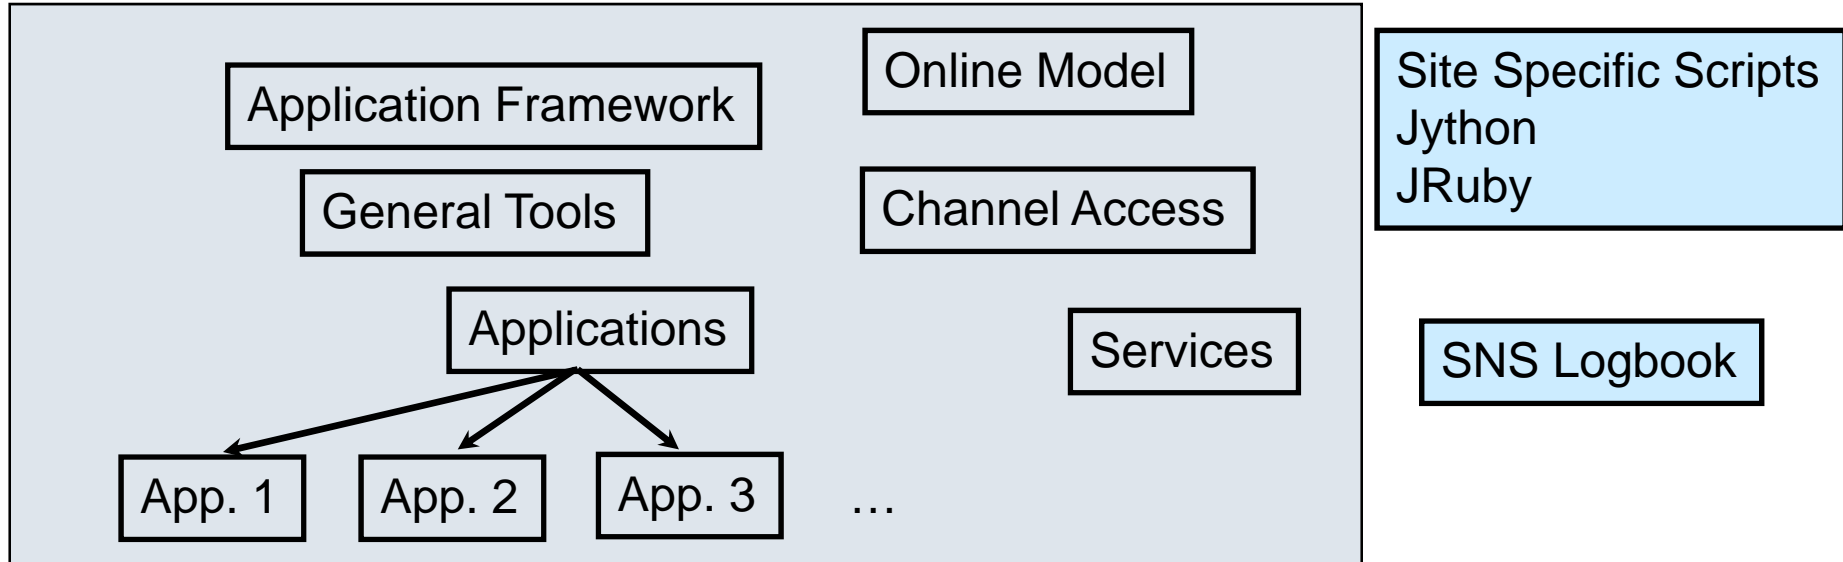 Application Framework
Online Model
General Tools
Channel Access
Applications
Services
App. 1
App. 2
App. 3
…
Site Specific Scripts
Jython
JRuby
SNS Logbook